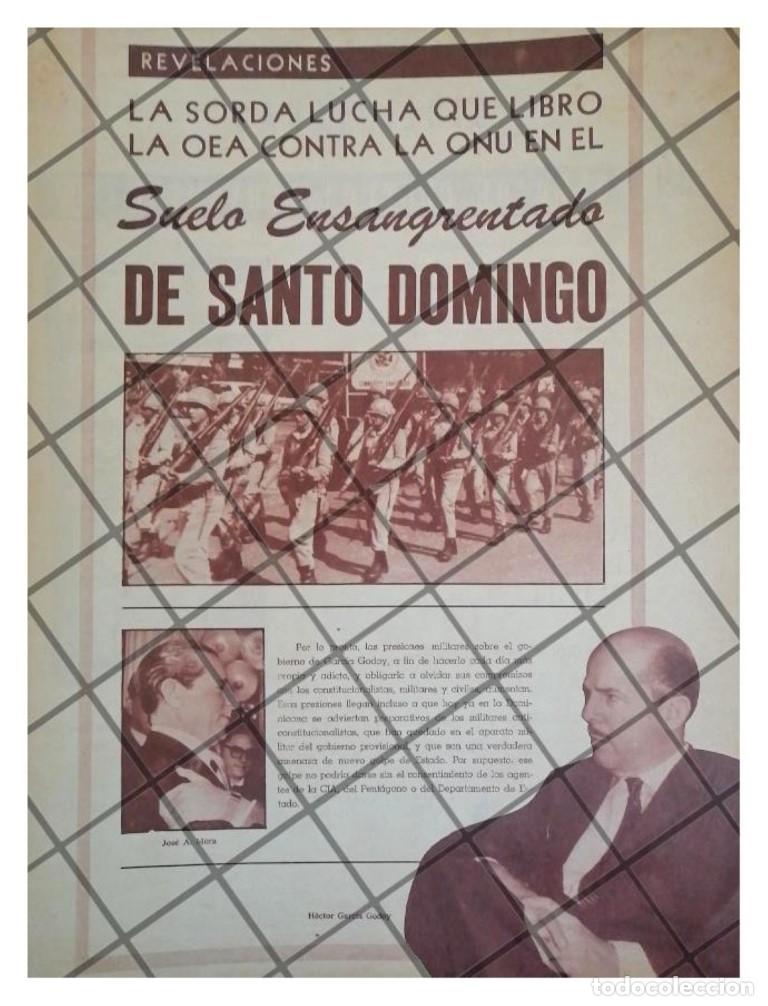 REVELACIONES
LA SORDA LUCHA QUE LIBRO
LA OEA CONTRA LA ONU EN EL
Suelo Ensangrentado
DE SANTO DOMINGO
Por lo pronto, las presiones militares sobre el go-
bierno de García Godoy, a fin de hacerlo cada día más
propio y adicto, y obligarlo a olvidar sus compromisos
con los constitucionalistas, militares y civiles, aumentan.
Esas presiones llegan incluso a que hoy ya en la Domi-
nicana se adviertan preparativos de los militares anti-
constitucionalistas, que han quedado en el aparato mi-
litar del gobierno provisional, y que son una verdadera
amenaza de nuevo golpe de Estado. Por supuesto, ese
golpe no podría darse sin el consentimiento de los agen-
tes de la CIA, del Pentágono o del Departamento de Es-
tado.
José A. Mora
Héctor García Godoy
todocoleccion